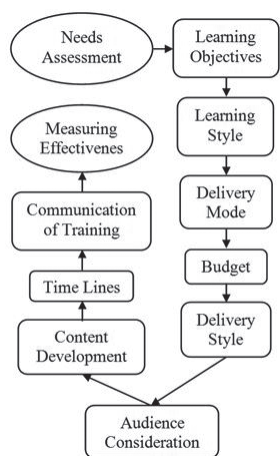 Needs
Assessment
Learning
Objectives
Learning
Style
Delivery
Mode
Budget
Delivery
Style
Audience
Consideration
Content
Development
Time Lines
Communication
of Training
Measuring
Effectivenes